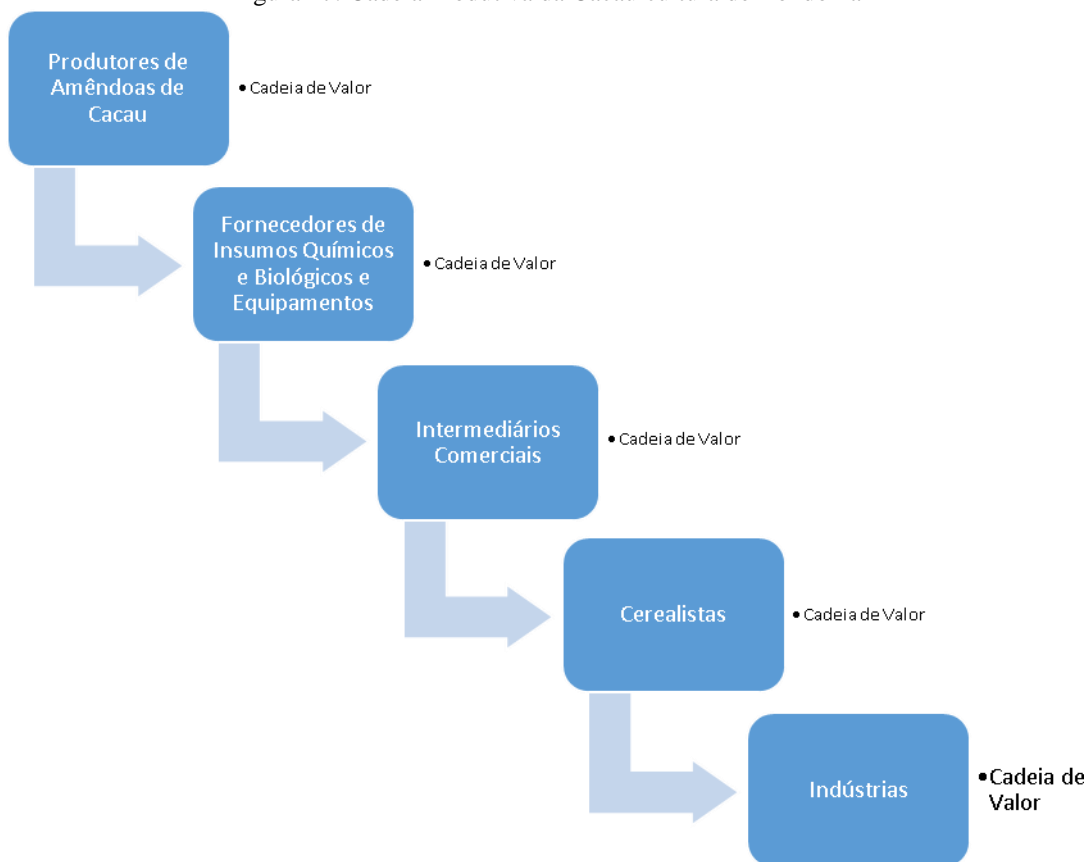 Produtores de
Amêndoas de
Cacau
• Cadeia de Valor
Fornecedores de
Insumos Químicos
e Biológicos e
Equipamentos
• Cadeia de Valor
Intermediários
Comerciais
• Cadeia de Valor
Cerealistas
• Cadeia de Valor
Indústrias
• Cadeia de
Valor